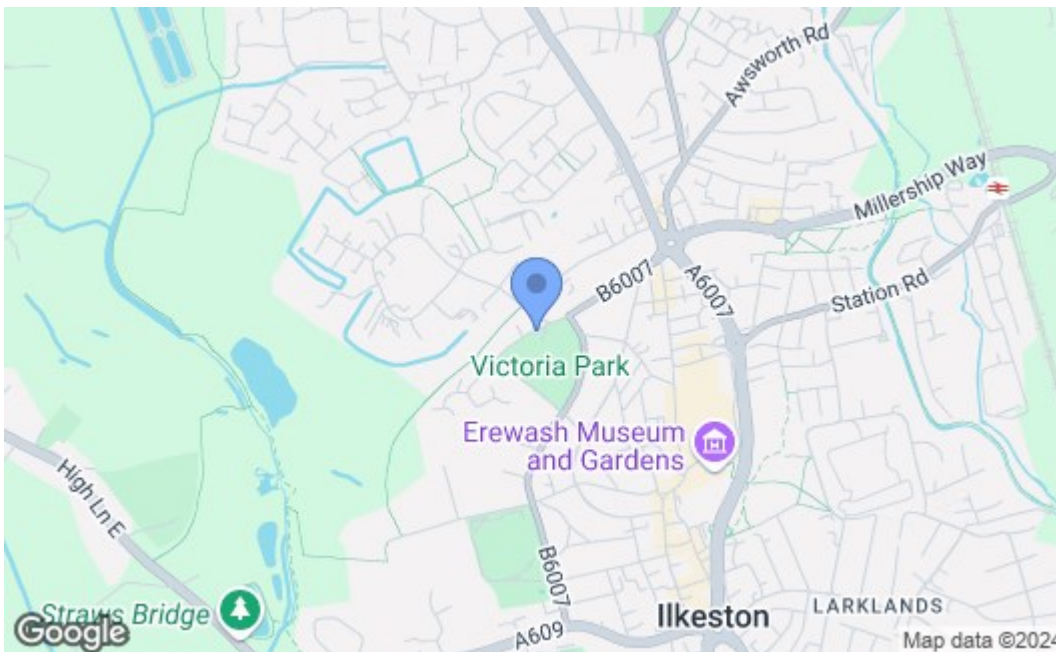 Awsworth Rd
Millership Way
B6007
A6007
Station Rd
Victoria Park
Erewash Museum
and Gardens
High Ln E
B6007
Straws Bridge
Ilkeston
LARKLANDS
A609
Google
Map data ©2024